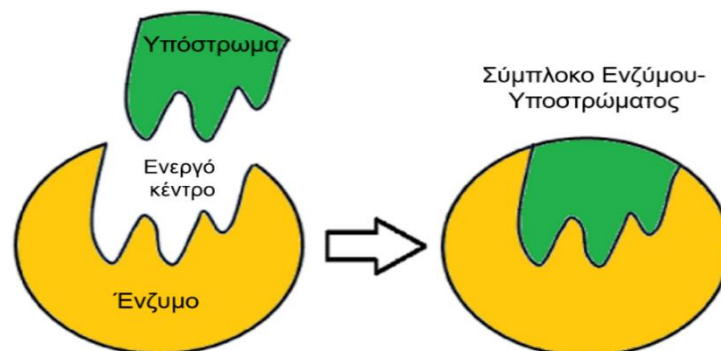 Υπόστρωμα
Ενεργό
κέντρο
Ένζυμο
Σύμπλοκο Ενζύμου-
Υποστρώματος